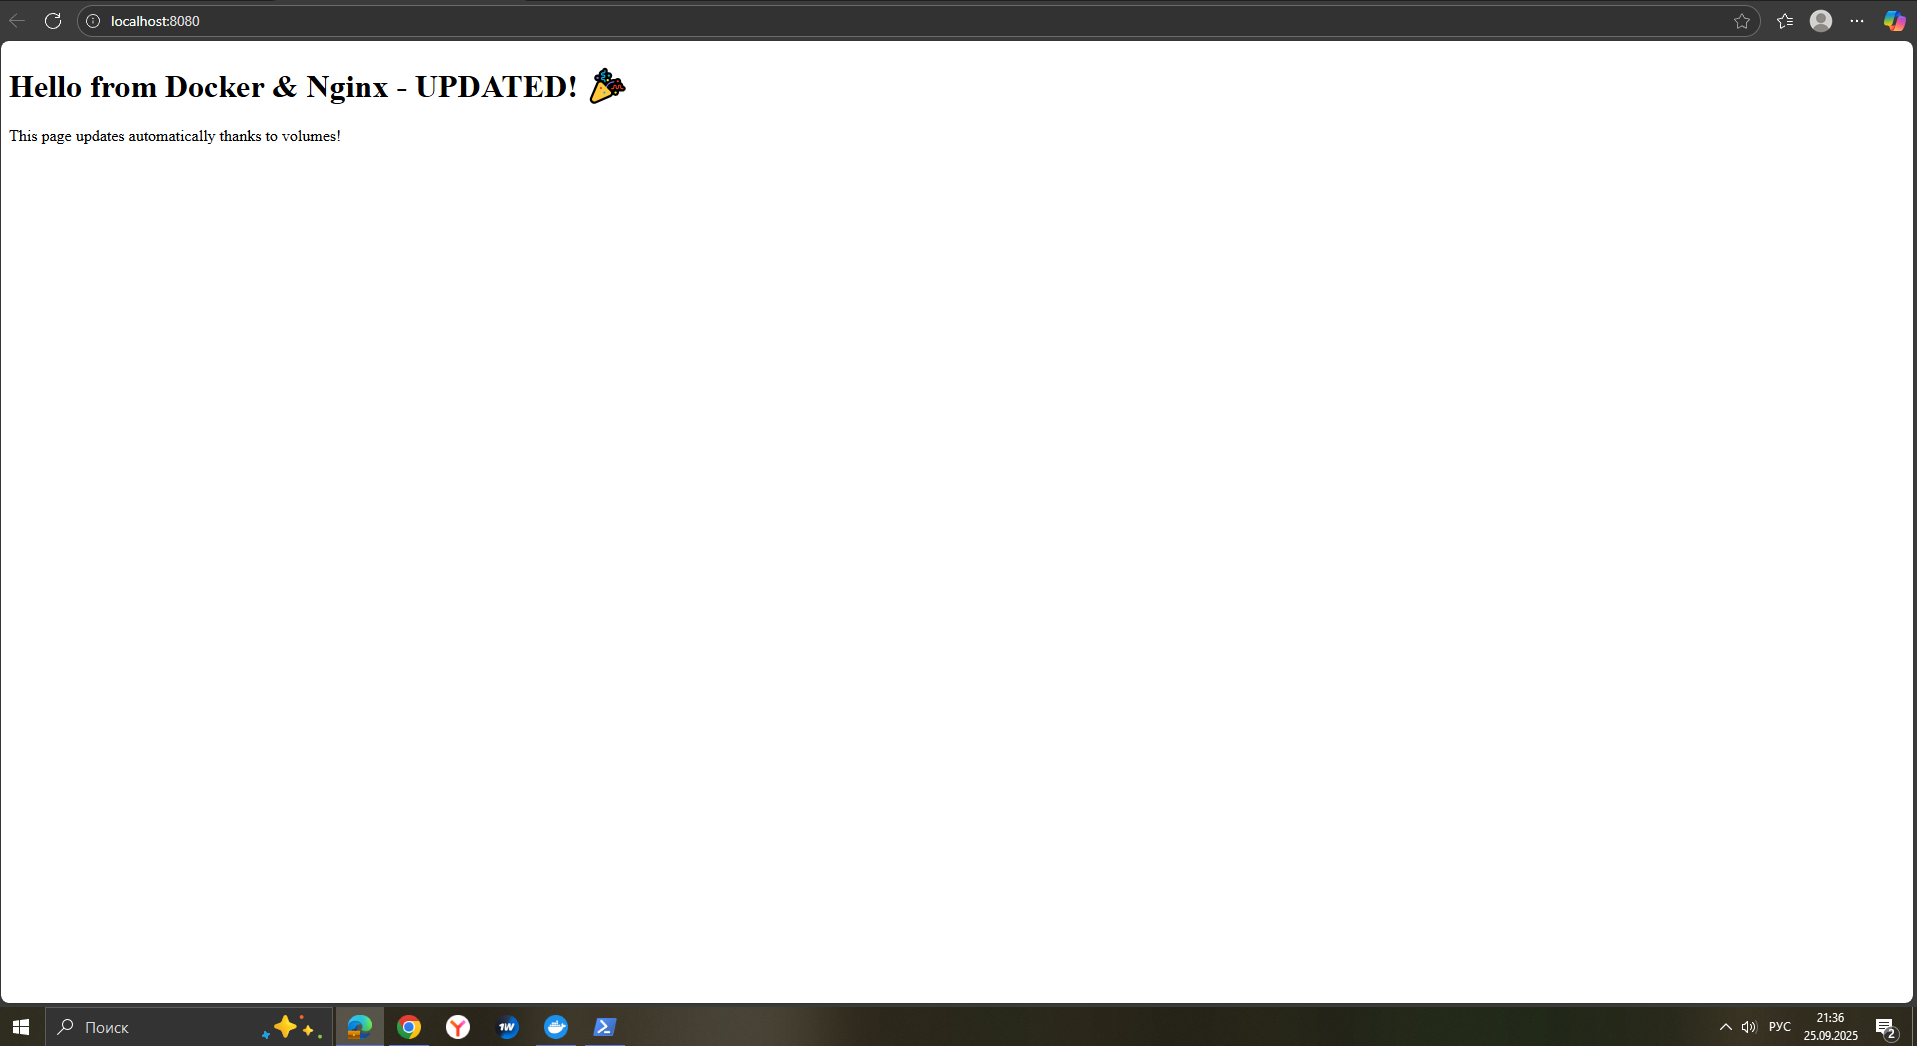 localhost:8080
Hello from Docker & Nginx - UPDATED! 🎉
This page updates automatically thanks to volumes!
Поиск
1W
РУС
21:36
25.09.2025
2